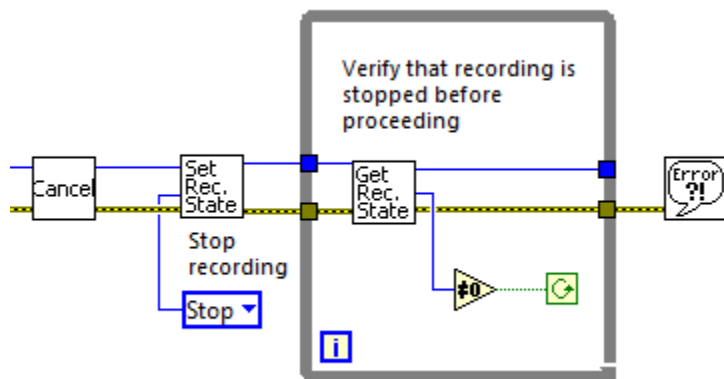 Verify that recording is
stopped before
proceeding
Cancel
Set
Rec.
State
Get
Rec.
State
Error
?!
Stop
recording
Stop
≠0
i